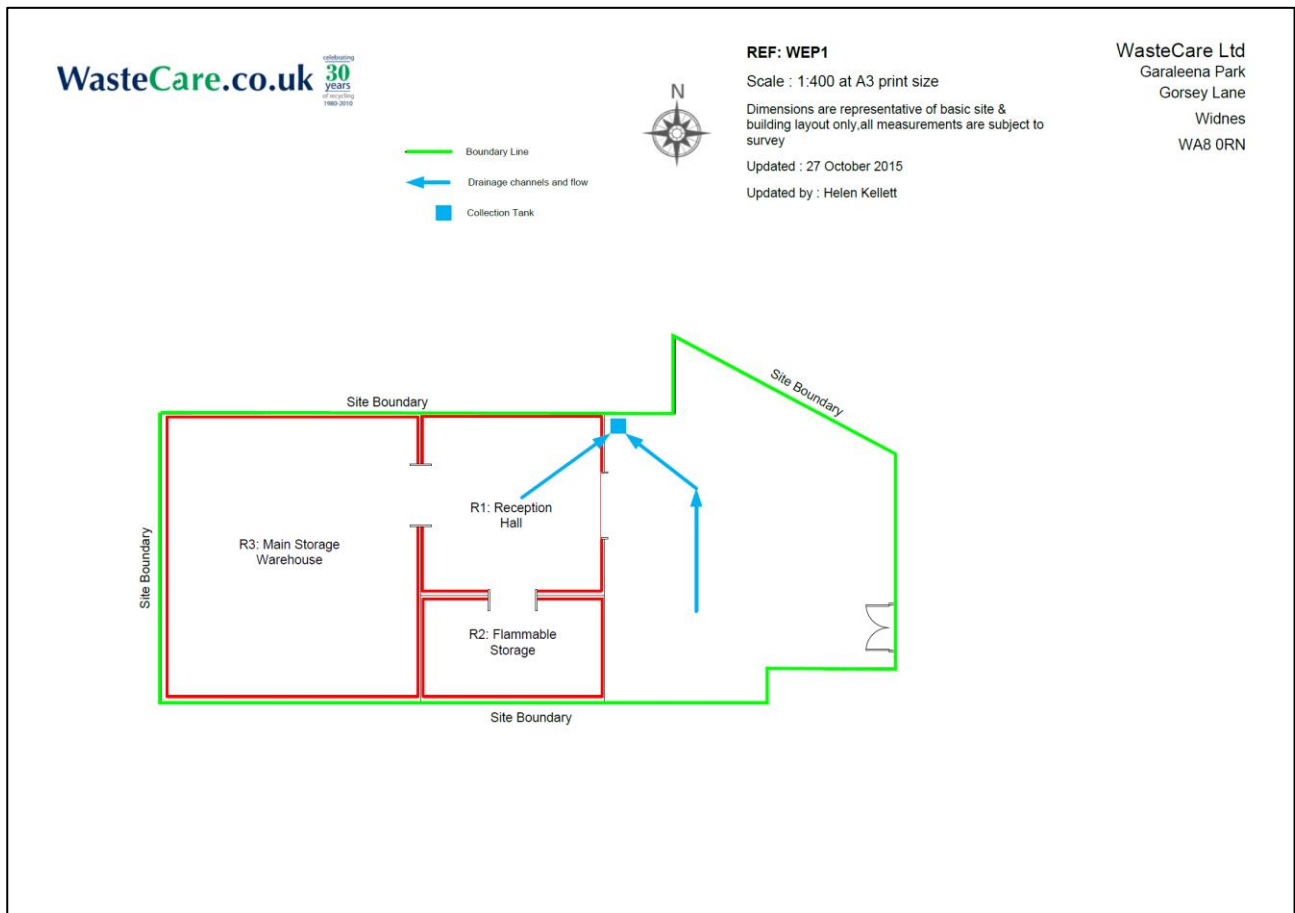 WasteCare.co.uk
celebrating
30
years
of recycling
1980-2010
N
REF: WEP1
Scale : 1:400 at A3 print size
Dimensions are representative of basic site &
building layout only,all measurements are subject to
survey
Updated : 27 October 2015
Updated by : Helen Kellett
WasteCare Ltd
Garaleena Park
Gorsey Lane
Widnes
WA8 0RN
Boundary Line
Drainage channels and flow
Collection Tank
Site Boundary
Site Boundary
Site Boundary
R1: Reception
Hall
R3: Main Storage
Warehouse
R2: Flammable
Storage
Site Boundary